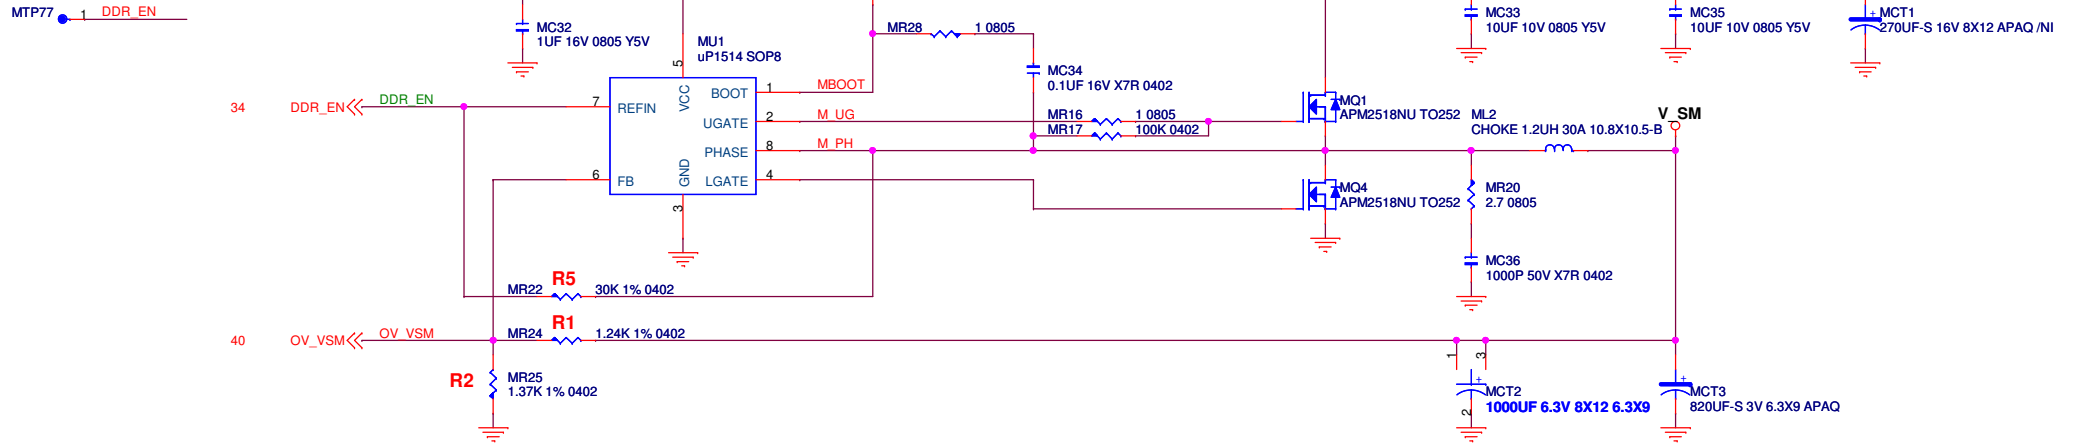 MTP77
1
DDR_EN
MC32
1UF 16V 0805 Y5V
MU1
uP1514 SOP8
5
MR28
1 0805
MC34
0.1UF 16V X7R 0402
MC33
10UF 10V 0805 Y5V
MC35
10UF 10V 0805 Y5V
MCT1
270UF-S 16V 8X12 APAQ /NI
34
DDR_EN
DDR_EN
7
REFIN
VCC
BOOT
1
MBOOT
UGATE
2
M_UG
PHASE
8
M_PH
6
FB
GND
LGATE
4
3
MR16
1 0805
MR17
100K 0402
MQ1
APM2518NU TO252
ML2
CHOKE 1.2UH 30A 10.8X10.5-B
V_SM
MQ4
APM2518NU TO252
MR20
2.7 0805
MC36
1000P 50V X7R 0402
R5
MR22
30K 1% 0402
R1
40
OV_VSM
OV_VSM
MR24
1.24K 1% 0402
R2
MR25
1.37K 1% 0402
1
3
MCT2
1000UF 6.3V 8X12 6.3X9
2
MCT3
820UF-S 3V 6.3X9 APAQ